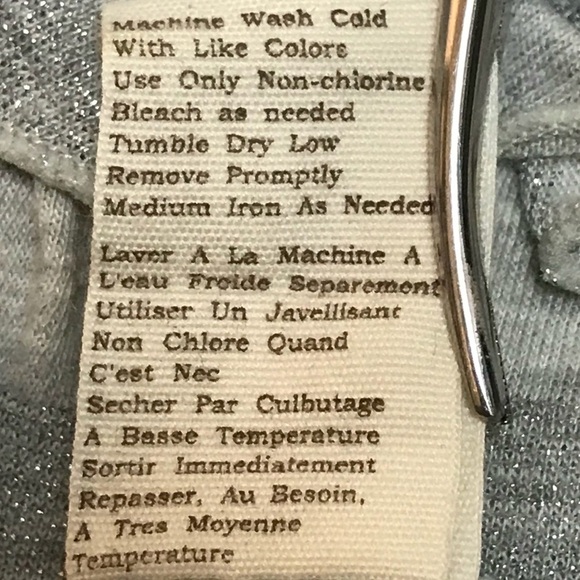 Machine Wash Cold
With Like Colors
Use Only Non-chlorine
Bleach as needed
Tumble Dry Low
Remove Promptly
Medium Iron As Needed
Laver A La Machine A
L'eau Froide Separement
Utiliser Un Javellisant
Non Chlore Quand
C'est Nec
Secher Par Culbutage
A Basse Temperature
Sortir Immediatement
Repasser, Au Besoin,
A Tres Moyenne
Temperature